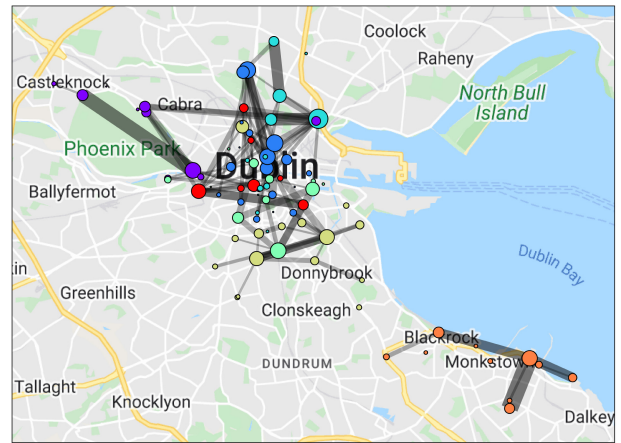 Coolock
Raheny
Castleknock
North Bull
Island
Cabra
Phoenix Park
Dublin
Ballyfermot
Dublin Bay
in
Donnybrook
Greenhills
Clonskeagh
Blackrock
DUNDRUM
Monkstown
Tallaght
Knocklyon
Dalkey